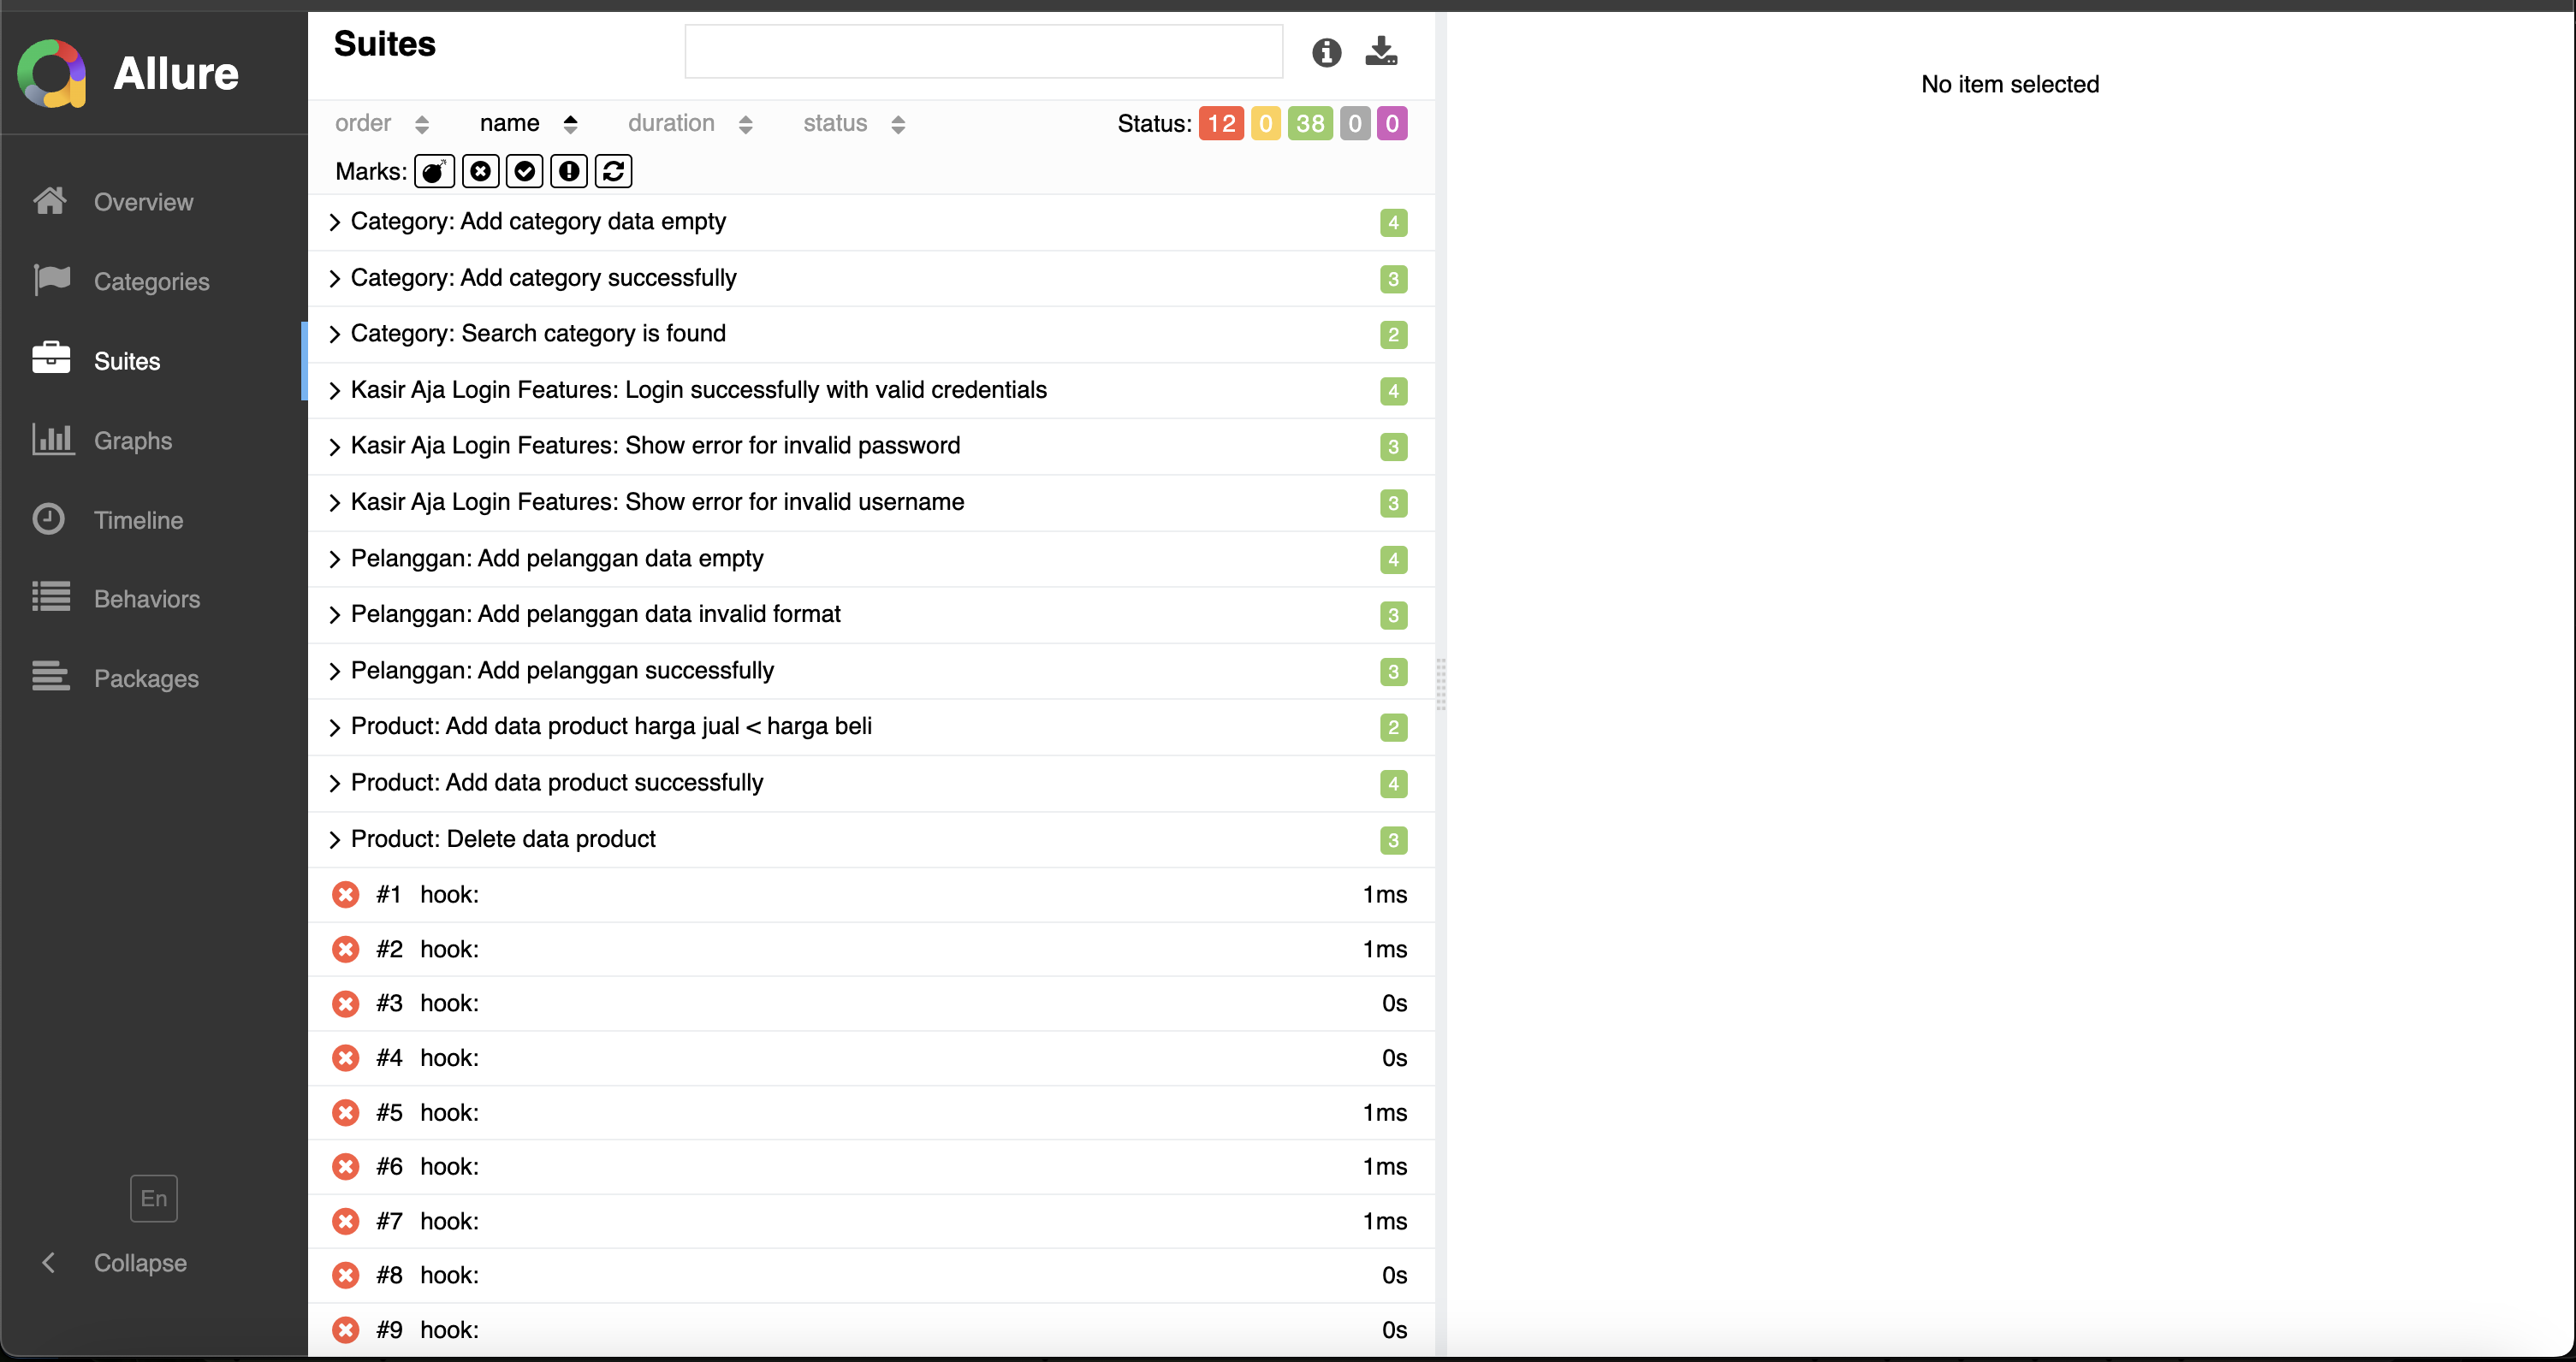 Allure
Overview
Categories
Suites
Graphs
Timeline
Behaviors
Packages
En
Collapse
Suites
order name duration status Status: 12 0 38 0 0
Marks:
Category: Add category data empty 4
Category: Add category successfully 3
Category: Search category is found 2
Kasir Aja Login Features: Login successfully with valid credentials 4
Kasir Aja Login Features: Show error for invalid password 3
Kasir Aja Login Features: Show error for invalid username 3
Pelanggan: Add pelanggan data empty 4
Pelanggan: Add pelanggan data invalid format 3
Pelanggan: Add pelanggan successfully 3
Product: Add data product harga jual < harga beli 2
Product: Add data product successfully 4
Product: Delete data product 3
#1 hook: 1ms
#2 hook: 1ms
#3 hook: 0s
#4 hook: 0s
#5 hook: 1ms
#6 hook: 1ms
#7 hook: 1ms
#8 hook: 0s
#9 hook: 0s
No item selected